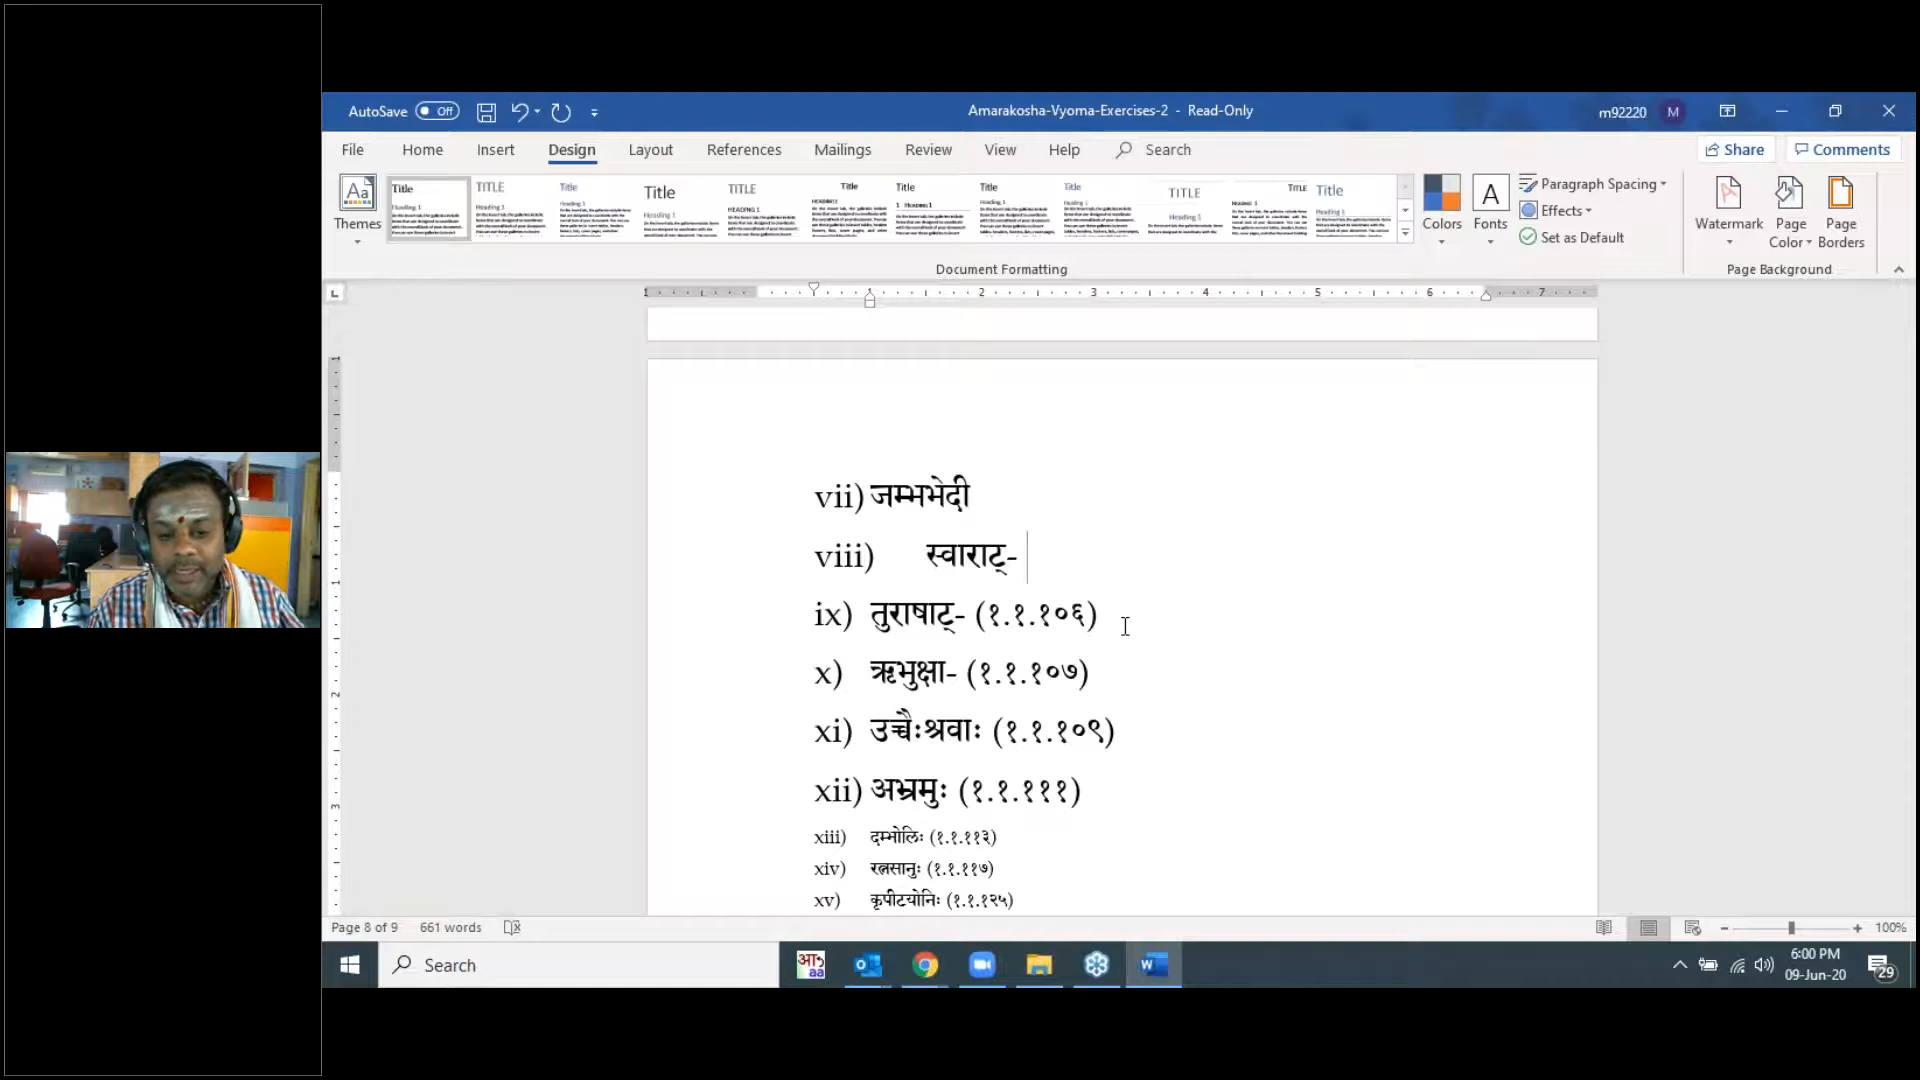 AutoSave Off Amarakosha-Vyoma-Exercises-2 - Read-Only m92220 M
File Home Insert Design Layout References Mailings Review View Help Search Share Comments
Themes Colors Fonts Paragraph Spacing Effects Set as Default Watermark Page Color Page Borders
Document Formatting Page Background
vii) जम्भभेदी
viii) स्वाराट्-
ix) तुराषाट्- (१.१.१०६)
x) ऋभुक्षा- (१.१.१०७)
xi) उच्चैःश्रवाः (१.१.१०९)
xii) अभ्रमुः (१.१.१११)
xiii) दम्भोलिः (१.१.११३)
xiv) रत्नसानुः (१.१.११७)
xv) कृपीटयोनिः (१.१.१२५)
Page 8 of 9 661 words 100%
Search 6:00 PM
09-Jun-20 29